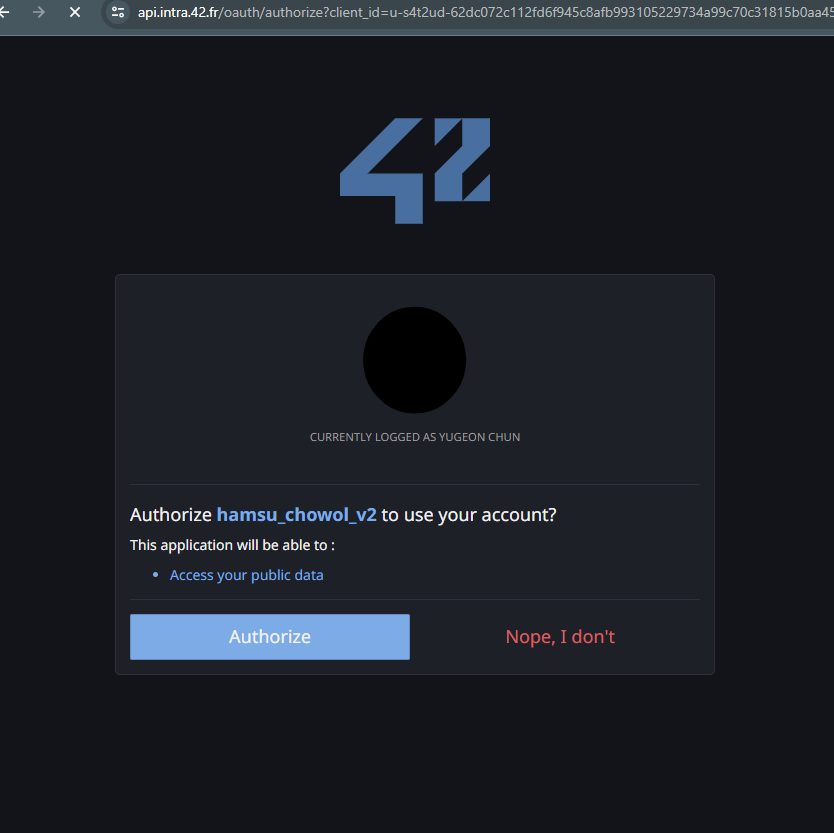 api.intra.42.fr/oauth/authorize?client_id=u-s4t2ud-62dc072c112fd6f945c8afb993105229734a99c70c31815b0aa45
42
CURRENTLY LOGGED AS YUGEON CHUN
Authorize hamsu_chowol_v2 to use your account?
This application will be able to :
Access your public data
Authorize
Nope, I don't